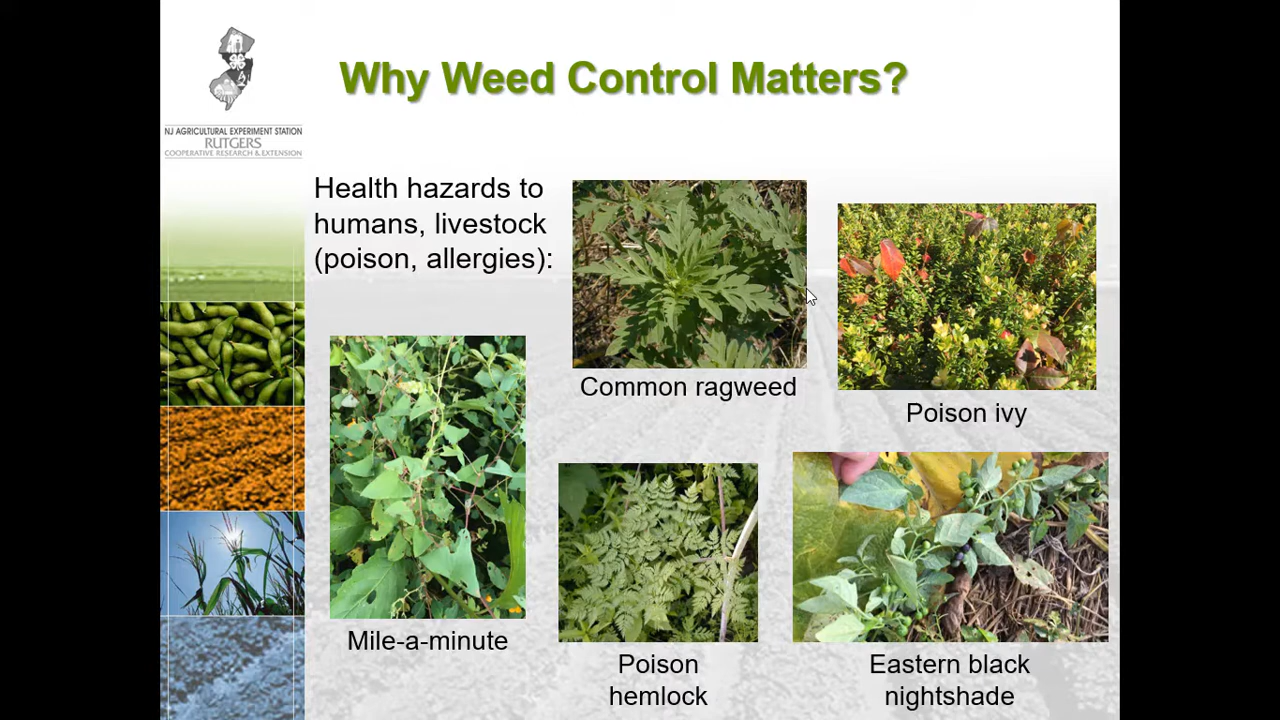 Why Weed Control Matters?
NJ AGRICULTURAL EXPERIMENT STATION
RUTGERS
COOPERATIVE RESEARCH & EXTENSION
Health hazards to
humans, livestock
(poison, allergies):
Common ragweed
Poison ivy
Mile-a-minute
Poison
hemlock
Eastern black
nightshade